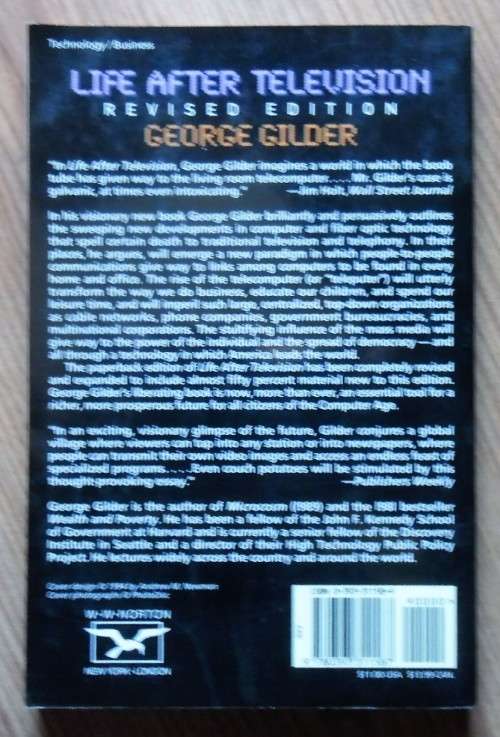 Technology/Business
LIFE AFTER TELEVISION
REVISED EDITION
GEORGE GILDER
"In Life After Television, George Gilder imagines a world in which the boob
tube has given way to the living room telecomputer. . . . Mr. Gilder's case is
galvanic, at times even intoxicating." —Jim Holt, Wall Street Journal
In his visionary new book George Gilder brilliantly and persuasively outlines
the sweeping new developments in computer and fiber optic technology
that spell certain death to traditional television and telephony. In their
places, he argues, will emerge a new paradigm in which people-to-people
communications give way to links among computers to be found in every
home and office. The rise of the telecomputer (or "teleputer") will utterly
transform the way we do business, educate our children, and spend our
leisure time, and will imperil such large, centralized, top-down organizations
as cable networks, phone companies, government bureaucracies, and
multinational corporations. The stultifying influence of the mass media will
give way to the power of the individual and the spread of democracy—and
all through a technology in which America leads the world.
The paperback edition of Life After Television has been completely revised
and expanded to include almost fifty percent material new to this edition.
George Gilder's liberating book is now, more than ever, an essential tool for a
richer, more prosperous future for all citizens of the Computer Age.
"In an exciting, visionary glimpse of the future, Gilder conjures a global
village where viewers can tap into any station or into newspapers, where
people can transmit their own video images and access an endless feast of
specialized programs. . . . Even couch potatoes will be stimulated by this
thought-provoking essay." —Publishers Weekly
George Gilder is the author of Microcosm (1989) and the 1981 bestseller
Wealth and Poverty. He has been a fellow of the John F. Kennedy School
of Government at Harvard and is currently a senior fellow of the Discovery
Institute in Seattle and a director of their High Technology Public Policy
Project. He lectures widely across the country and around the world.
Cover design © 1994 by Andrew M. Newman
Cover photograph: © PhotoDisc
W·W·NORTON
NEW YORK·LONDON
ISBN
$11.00 USA $13.99 CAN.